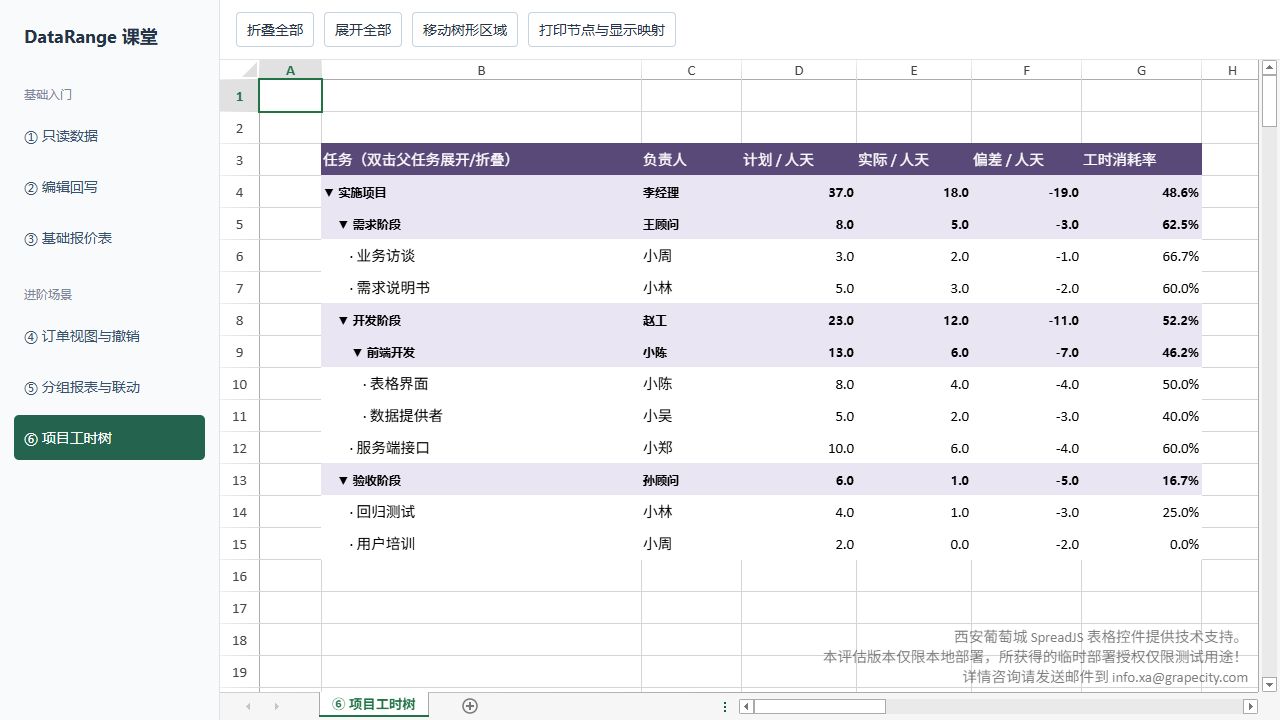 DataRange 课堂
基础入门
① 只读数据
② 编辑回写
③ 基础报价表
进阶场景
④ 订单视图与撤销
⑤ 分组报表与联动
⑥ 项目工时树
折叠全部 展开全部 移动树形区域 打印节点与显示映射
A B C D E F G H
1
2
3 任务（双击父任务展开/折叠） 负责人 计划 / 人天 实际 / 人天 偏差 / 人天 工时消耗率
4 ▼ 实施项目 李经理 37.0 18.0 -19.0 48.6%
5 ▼ 需求阶段 王顾问 8.0 5.0 -3.0 62.5%
6 · 业务访谈 小周 3.0 2.0 -1.0 66.7%
7 · 需求说明书 小林 5.0 3.0 -2.0 60.0%
8 ▼ 开发阶段 赵工 23.0 12.0 -11.0 52.2%
9 ▼ 前端开发 小陈 13.0 6.0 -7.0 46.2%
10 · 表格界面 小陈 8.0 4.0 -4.0 50.0%
11 · 数据提供者 小吴 5.0 2.0 -3.0 40.0%
12 · 服务端接口 小郑 10.0 6.0 -4.0 60.0%
13 ▼ 验收阶段 孙顾问 6.0 1.0 -5.0 16.7%
14 · 回归测试 小林 4.0 1.0 -3.0 25.0%
15 · 用户培训 小周 2.0 0.0 -2.0 0.0%
16
17
18
19
西安葡萄城 SpreadJS 表格控件提供技术支持。
本评估版本仅限本地部署，所获得的临时部署授权仅限测试用途！
详情咨询请发送邮件到 info.xa@grapecity.com
⑥ 项目工时树